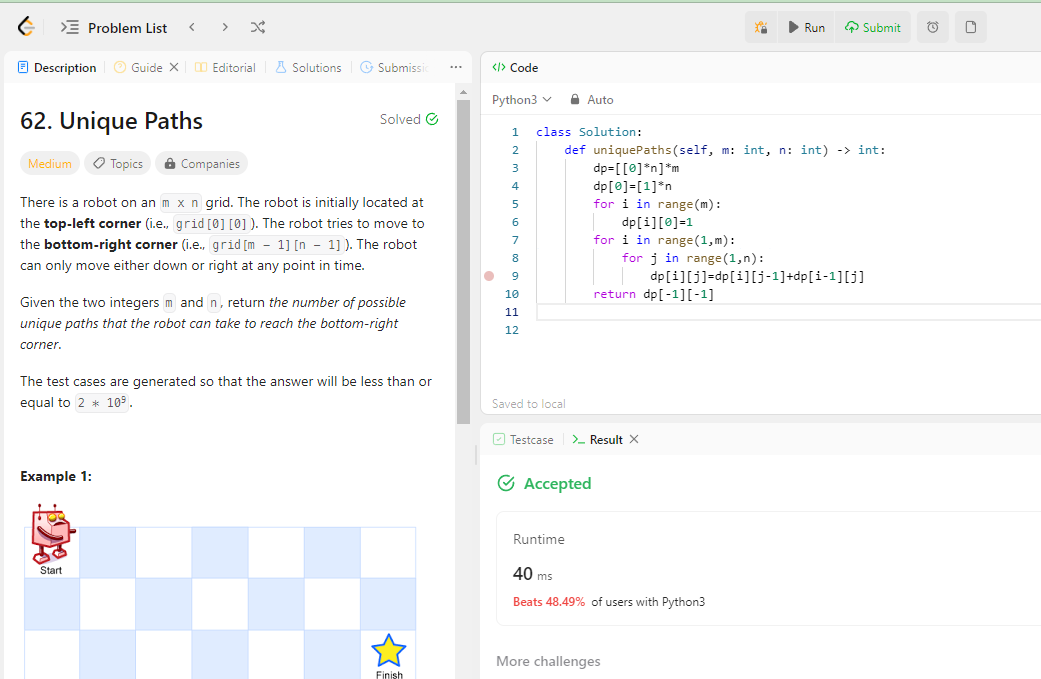 Problem List
Run
Submit
Description
Guide
Editorial
Solutions
Submissic
...
62. Unique Paths
Solved
Medium
Topics
Companies
There is a robot on an m x n grid. The robot is initially located at
the top-left corner (i.e., grid[0][0]). The robot tries to move to
the bottom-right corner (i.e., grid[m - 1][n - 1]). The robot
can only move either down or right at any point in time.
Given the two integers m and n, return the number of possible
unique paths that the robot can take to reach the bottom-right
corner.
The test cases are generated so that the answer will be less than or
equal to 2 * 10⁹.
Example 1:
Start
Finish
</> Code
Python3
Auto
1 class Solution:
2     def uniquePaths(self, m: int, n: int) -> int:
3         dp=[[0]*n]*m
4         dp[0]=[1]*n
5         for i in range(m):
6             dp[i][0]=1
7         for i in range(1,m):
8             for j in range(1,n):
9                 dp[i][j]=dp[i][j-1]+dp[i-1][j]
10         return dp[-1][-1]
11
12
Saved to local
Testcase
>_ Result
Accepted
Runtime
40 ms
Beats 48.49% of users with Python3
More challenges